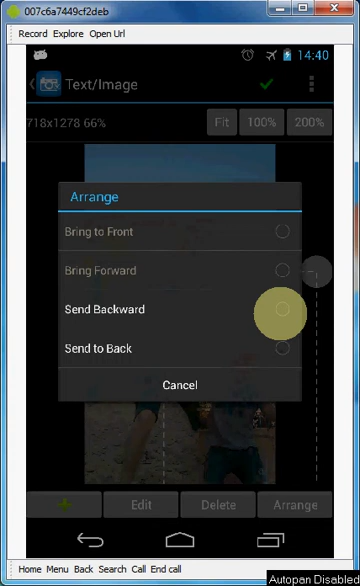 007c6a7449cf2deb
Record Explore Open Url
14:40
Text/Image
718x1278 66% Fit 100% 200%
Arrange
Bring to Front
Bring Forward
Send Backward
Send to Back
Cancel
Edit Delete Arrange
Home Menu Back Search Call End call
Autopan Disabled